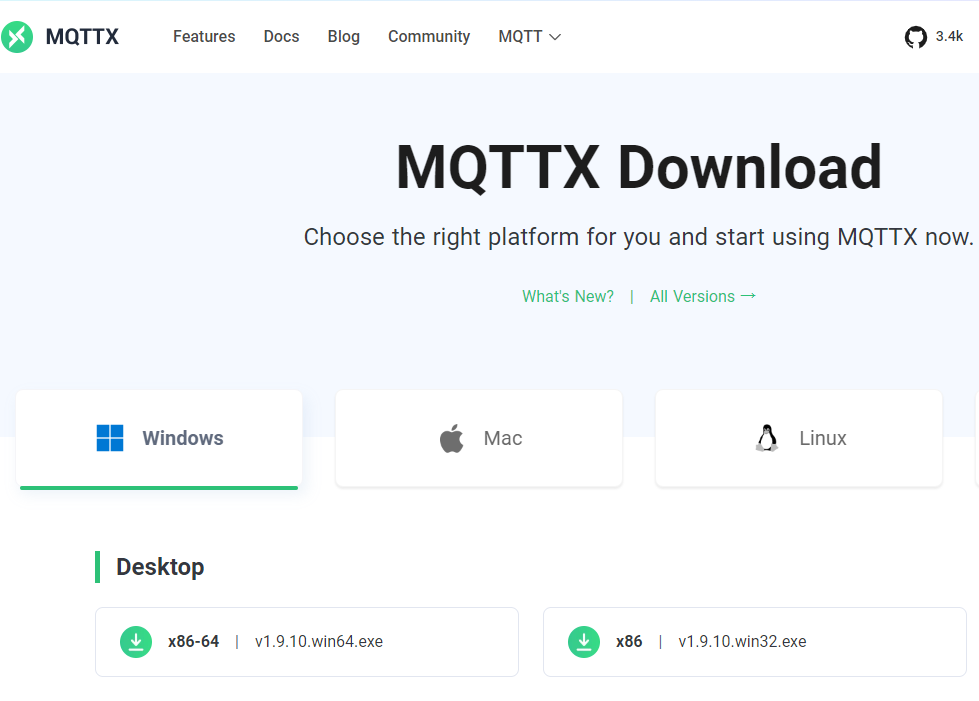 MQTTX Features Docs Blog Community MQTT 3.4k
MQTTX Download
Choose the right platform for you and start using MQTTX now.
What's New? | All Versions →
Windows Mac Linux
Desktop
x86-64 | v1.9.10.win64.exe x86 | v1.9.10.win32.exe